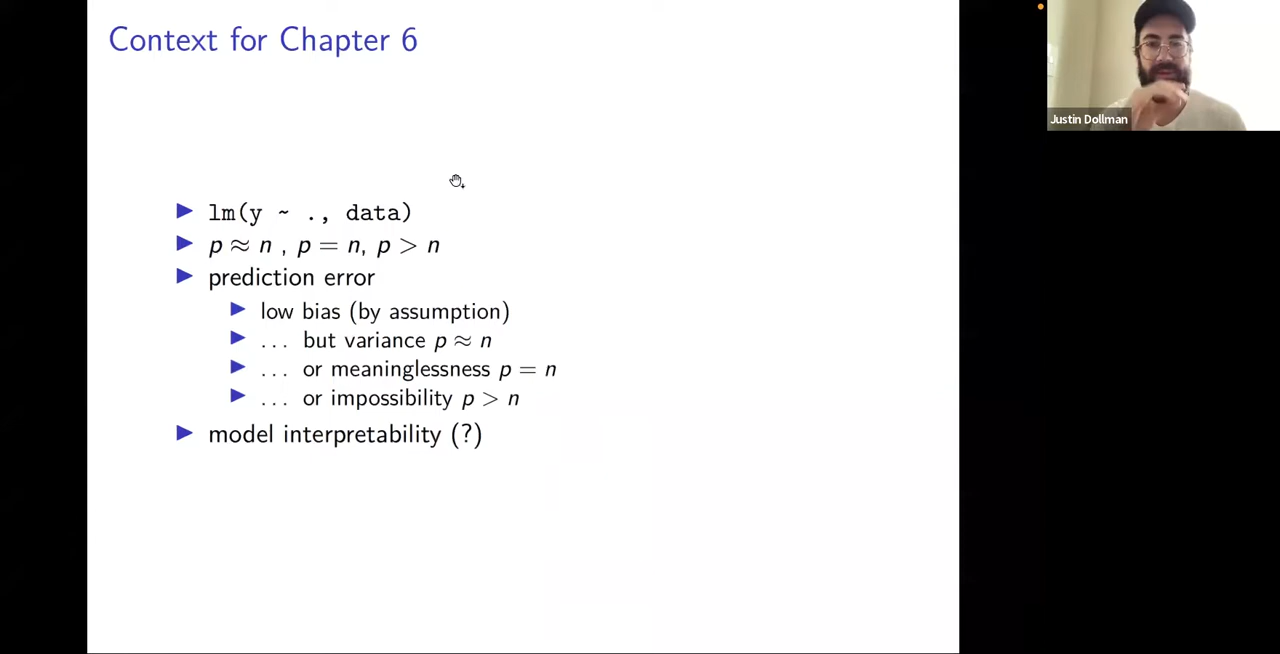 Context for Chapter 6
lm(y ~ ., data)
p ≈ n , p = n, p > n
prediction error
low bias (by assumption)
... but variance p ≈ n
... or meaninglessness p = n
... or impossibility p > n
model interpretability (?)
Justin Dollman